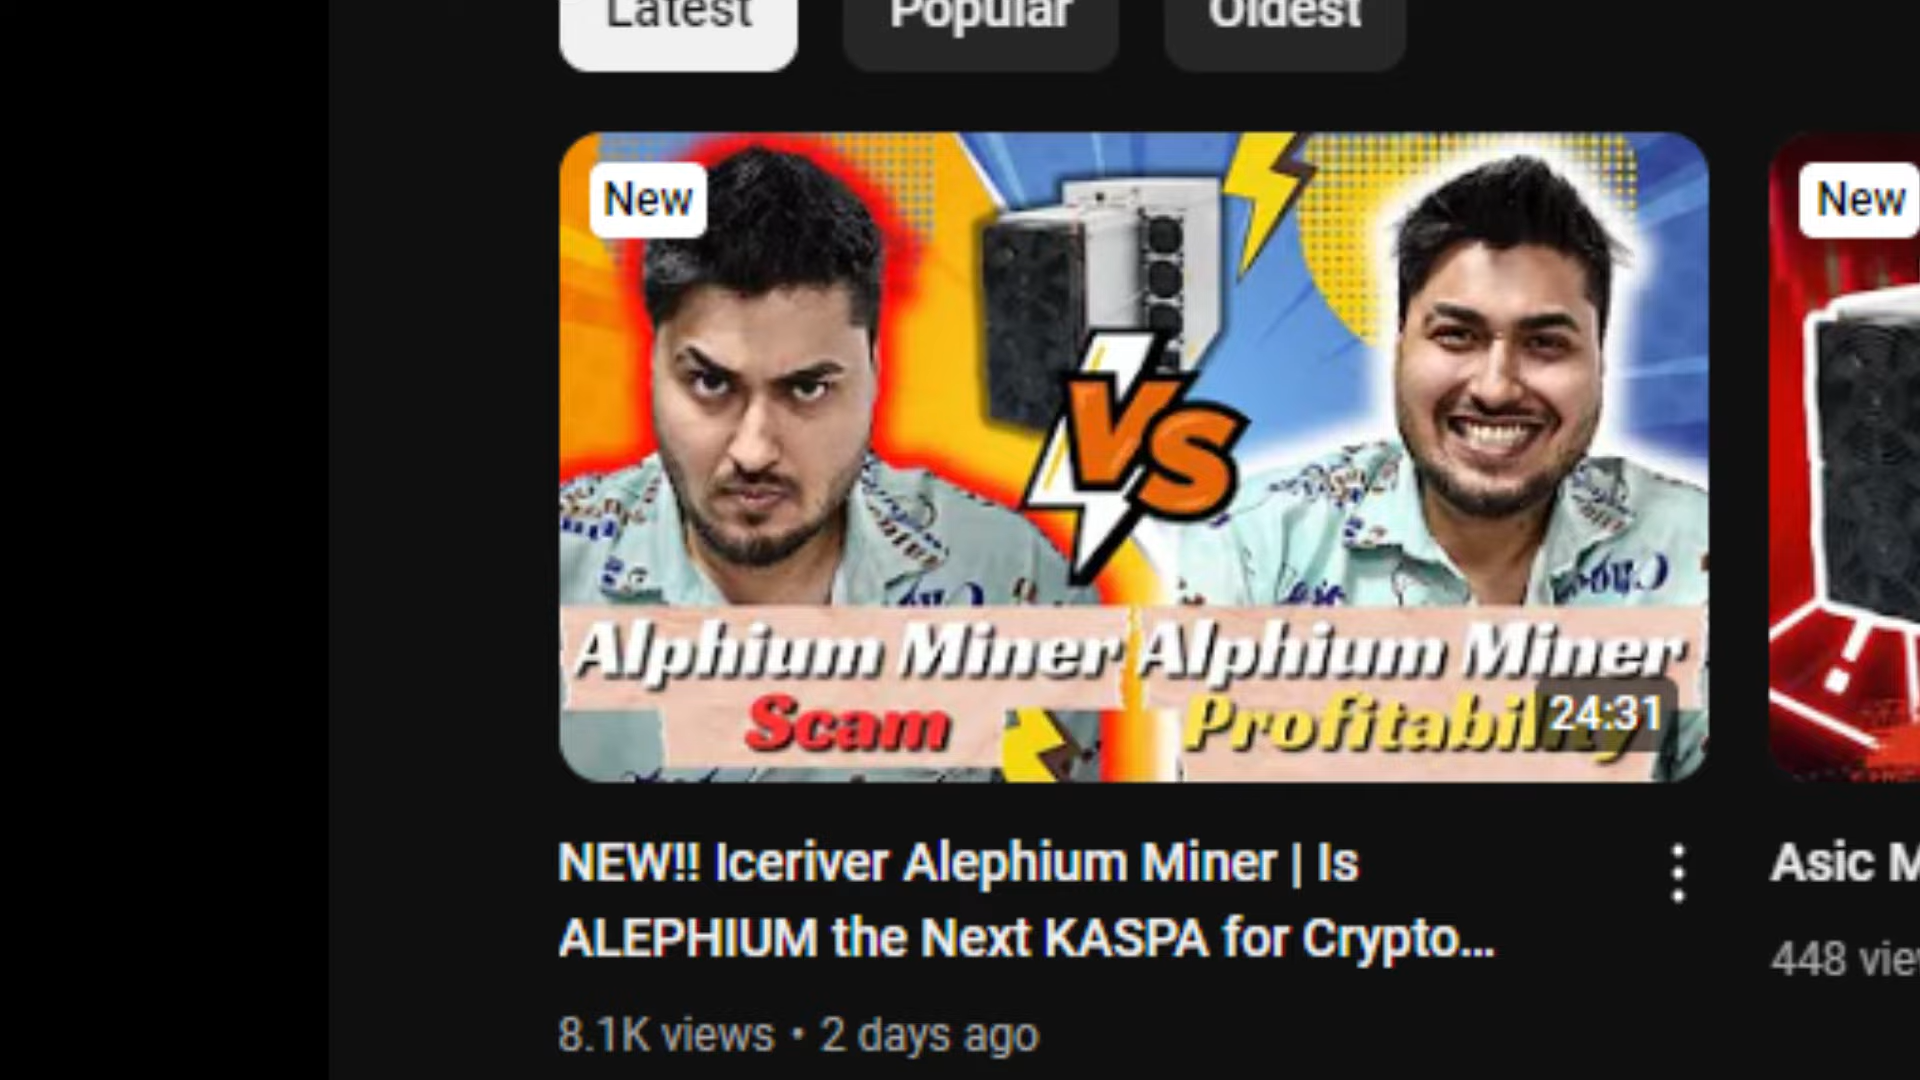 Latest Popular Oldest
New
New
VS
Alphium Miner Alphium Miner
Scam Profitability
24:31
NEW!! Iceriver Alephium Miner | Is
ALEPHIUM the Next KASPA for Crypto...
8.1K views • 2 days ago
Asic
448